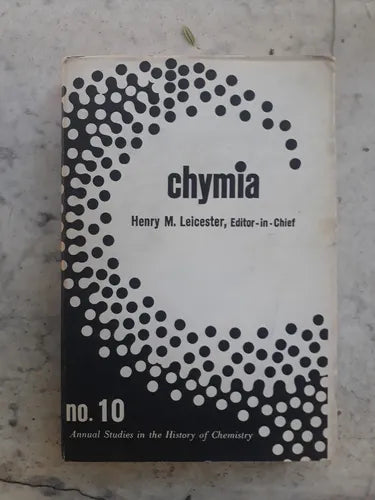 chymia
Henry M. Leicester, Editor-in-Chief
no. 10
Annual Studies in the History of Chemistry